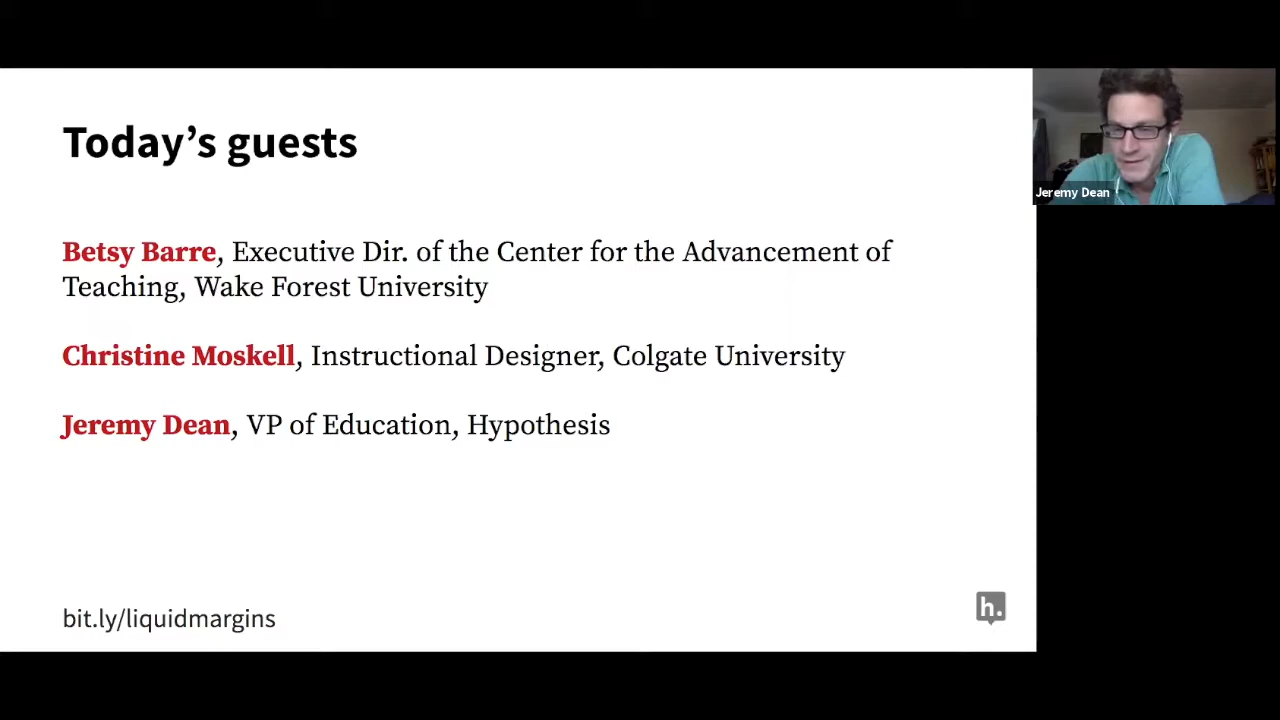 Today’s guests
Jeremy Dean
Betsy Barre, Executive Dir. of the Center for the Advancement of
Teaching, Wake Forest University
Christine Moskell, Instructional Designer, Colgate University
Jeremy Dean, VP of Education, Hypothesis
bit.ly/liquidmargins
h.